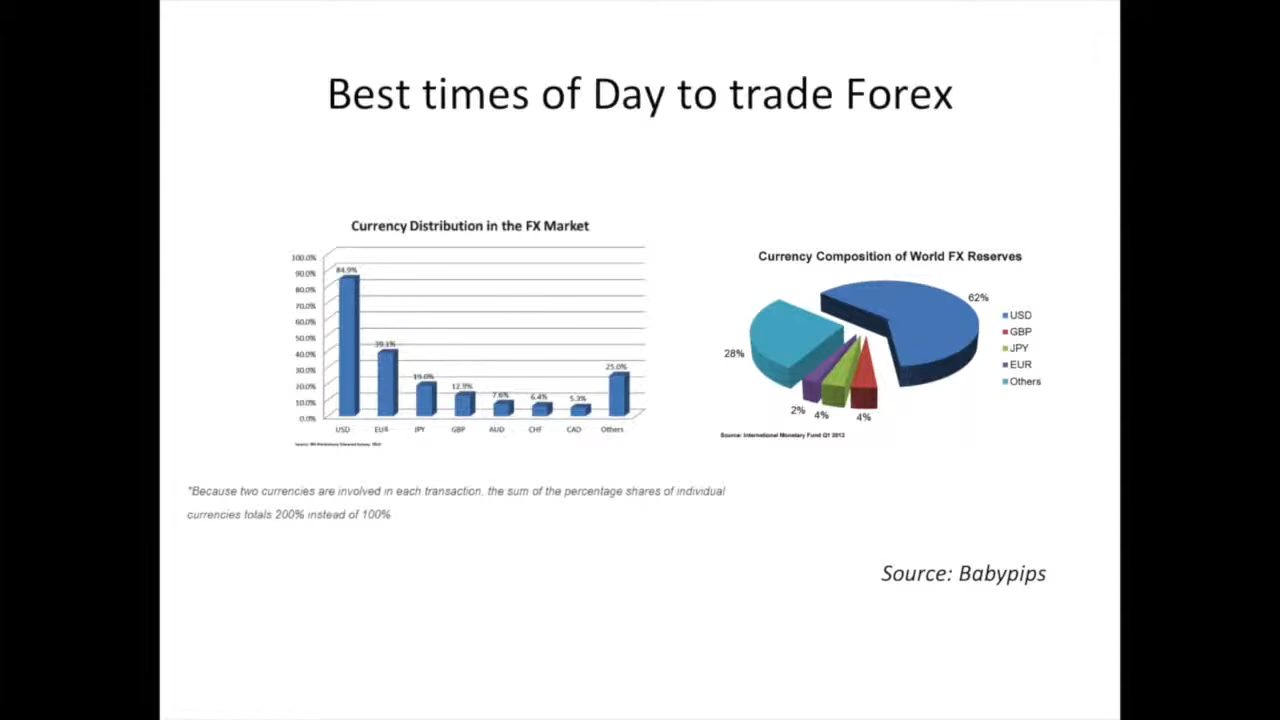 Best times of Day to trade Forex
Currency Distribution in the FX Market
100.0%
90.0%
80.0%
70.0%
60.0%
50.0%
40.0%
30.0%
20.0%
10.0%
0.0%
84.9%
39.1%
19.0%
12.9%
7.6%
6.4%
5.3%
25.0%
USD EUR JPY GBP AUD CHF CAD Others
Currency Composition of World FX Reserves
62%
28%
2%
4%
4%
USD
GBP
JPY
EUR
Others
Source: International Monetary Fund Q1 2012
*Because two currencies are involved in each transaction, the sum of the percentage shares of individual
currencies totals 200% instead of 100%
Source: Babypips